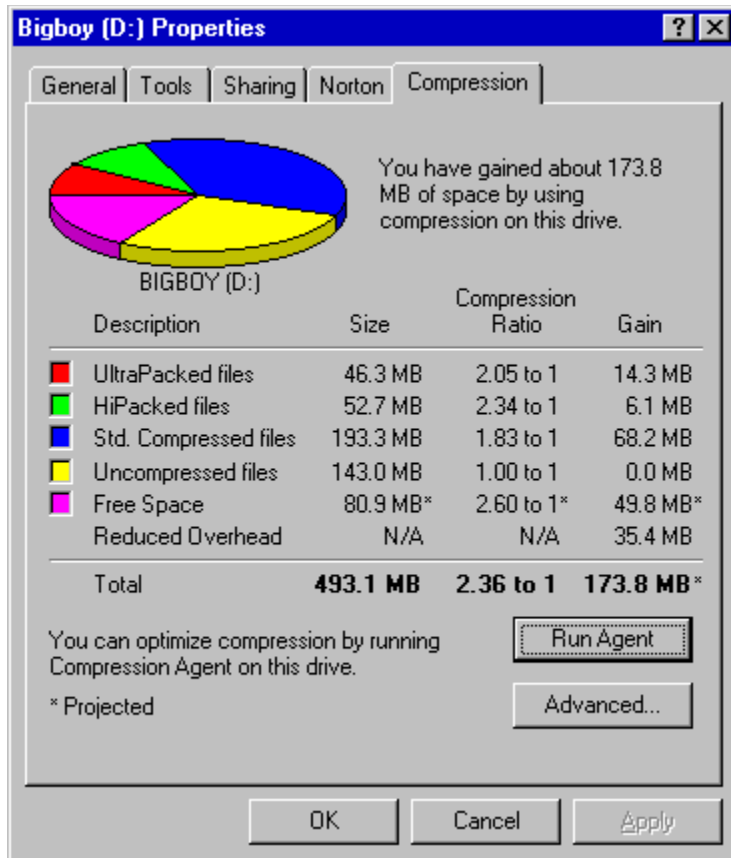 Bigboy (D:) Properties
General Tools Sharing Norton Compression
You have gained about 173.8
MB of space by using
compression on this drive.
BIGBOY (D:)
Description Size Compression Ratio Gain
UltraPacked files 46.3 MB 2.05 to 1 14.3 MB
HiPacked files 52.7 MB 2.34 to 1 6.1 MB
Std. Compressed files 193.3 MB 1.83 to 1 68.2 MB
Uncompressed files 143.0 MB 1.00 to 1 0.0 MB
Free Space 80.9 MB* 2.60 to 1* 49.8 MB*
Reduced Overhead N/A N/A 35.4 MB
Total 493.1 MB 2.36 to 1 173.8 MB*
You can optimize compression by running
Compression Agent on this drive.
Run Agent
* Projected
Advanced...
OK Cancel Apply